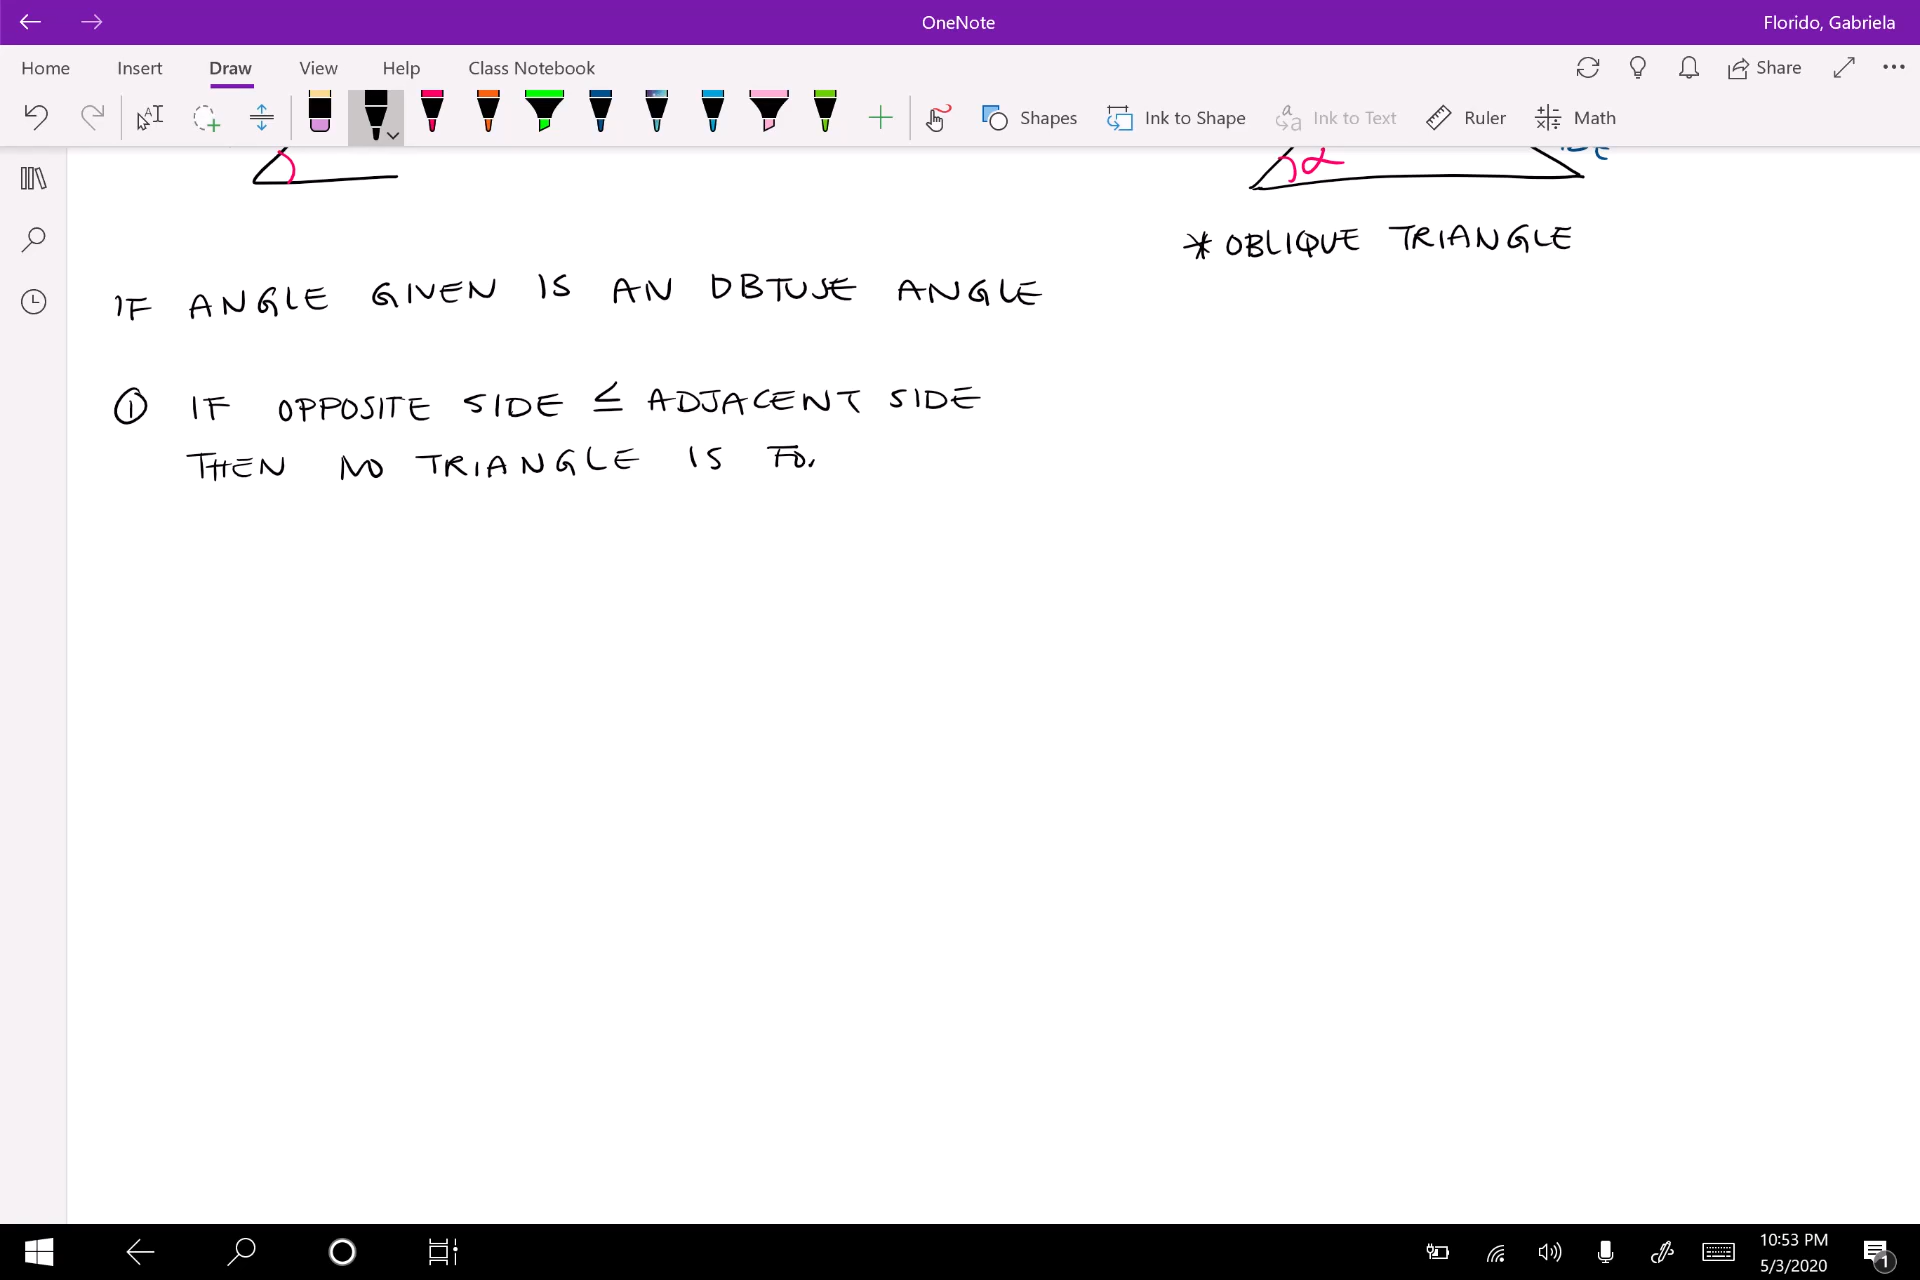 OneNote
Florido, Gabriela
Home Insert Draw View Help Class Notebook
Share
Shapes Ink to Shape Ink to Text Ruler Math
α
* OBLIQUE TRIANGLE
IF ANGLE GIVEN IS AN OBTUSE ANGLE
① IF OPPOSITE SIDE ≤ ADJACENT SIDE
THEN NO TRIANGLE IS FO
10:53 PM
5/3/2020
1